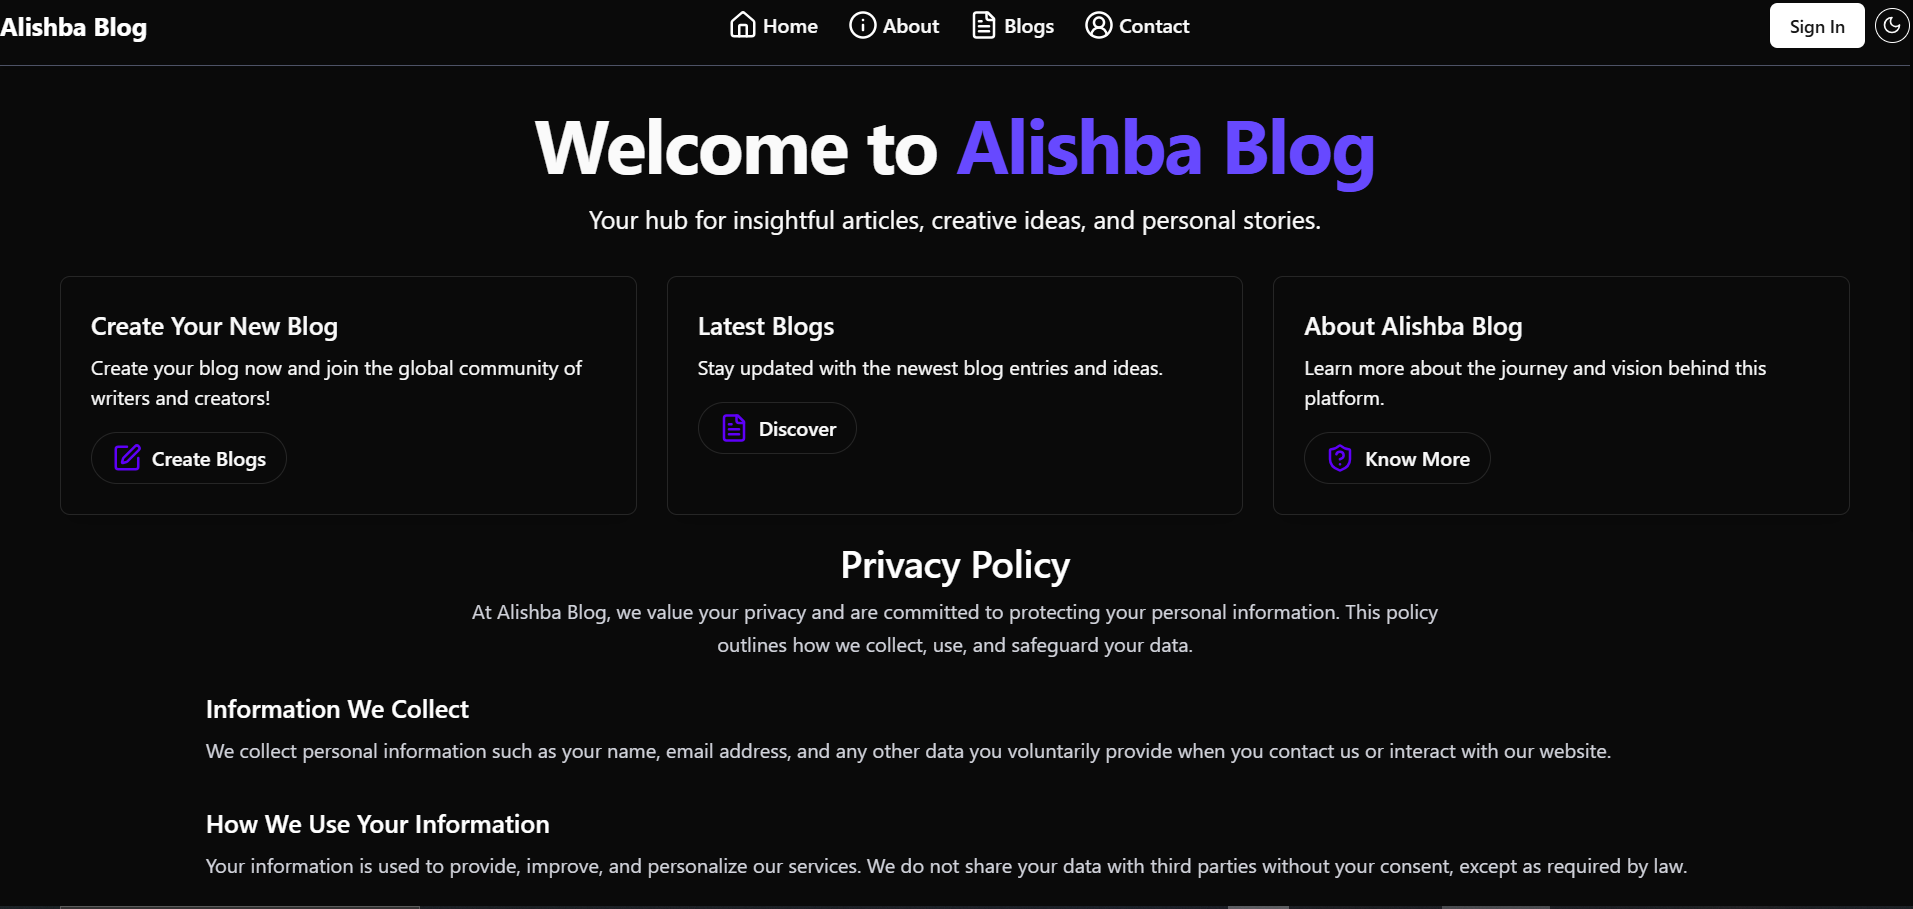 Alishba Blog
Home
About
Blogs
Contact
Sign In
Welcome to Alishba Blog
Your hub for insightful articles, creative ideas, and personal stories.
Create Your New Blog
Create your blog now and join the global community of
writers and creators!
Create Blogs
Latest Blogs
Stay updated with the newest blog entries and ideas.
Discover
About Alishba Blog
Learn more about the journey and vision behind this
platform.
Know More
Privacy Policy
At Alishba Blog, we value your privacy and are committed to protecting your personal information. This policy
outlines how we collect, use, and safeguard your data.
Information We Collect
We collect personal information such as your name, email address, and any other data you voluntarily provide when you contact us or interact with our website.
How We Use Your Information
Your information is used to provide, improve, and personalize our services. We do not share your data with third parties without your consent, except as required by law.